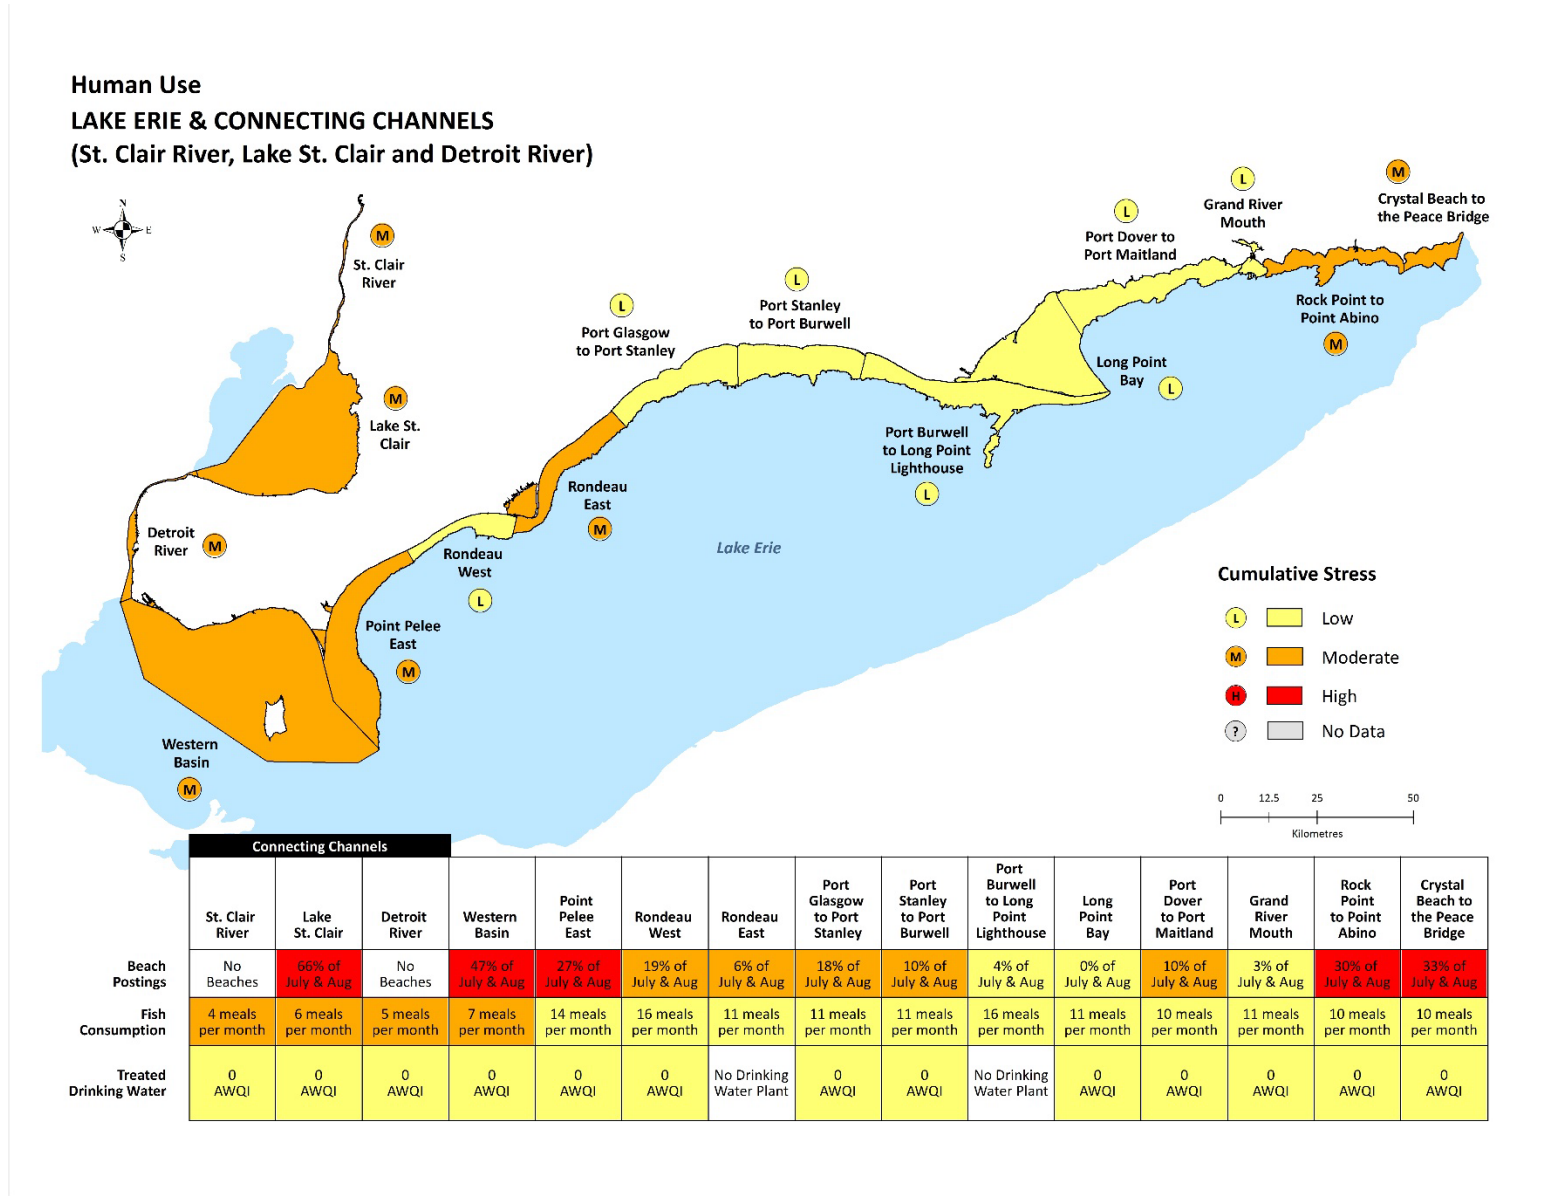 Human Use
LAKE ERIE & CONNECTING CHANNELS
(St. Clair River, Lake St. Clair and Detroit River)
N
W E
S
M
St. Clair
River
M
Lake St.
Clair
Detroit
River
M
Western
Basin
M
Point Pelee
East
M
Rondeau
West
L
Rondeau
East
M
L
Port Glasgow
to Port Stanley
L
Port Stanley
to Port Burwell
Port Burwell
to Long Point
Lighthouse
L
Long Point
Bay
L
L
Port Dover to
Port Maitland
L
Grand River
Mouth
Rock Point to
Point Abino
M
M
Crystal Beach to
the Peace Bridge
Lake Erie
Cumulative Stress
L Low
M Moderate
H High
? No Data
0 12.5 25 50
Kilometres
Connecting Channels
St. Clair
River
Lake
St. Clair
Detroit
River
Western
Basin
Point
Pelee
East
Rondeau
West
Rondeau
East
Port
Glasgow
to Port
Stanley
Port
Stanley
to Port
Burwell
Port
Burwell
to Long
Point
Lighthouse
Long
Point
Bay
Port
Dover
to Port
Maitland
Grand
River
Mouth
Rock
Point
to Point
Abino
Crystal
Beach to
the Peace
Bridge
Beach
Postings
No
Beaches
66% of
July & Aug
No
Beaches
47% of
July & Aug
27% of
July & Aug
19% of
July & Aug
6% of
July & Aug
18% of
July & Aug
10% of
July & Aug
4% of
July & Aug
0% of
July & Aug
10% of
July & Aug
3% of
July & Aug
30% of
July & Aug
33% of
July & Aug
Fish
Consumption
4 meals
per month
6 meals
per month
5 meals
per month
7 meals
per month
14 meals
per month
16 meals
per month
11 meals
per month
11 meals
per month
11 meals
per month
16 meals
per month
11 meals
per month
10 meals
per month
11 meals
per month
10 meals
per month
10 meals
per month
Treated
Drinking Water
0
AWQI
0
AWQI
0
AWQI
0
AWQI
0
AWQI
0
AWQI
No Drinking
Water Plant
0
AWQI
0
AWQI
No Drinking
Water Plant
0
AWQI
0
AWQI
0
AWQI
0
AWQI
0
AWQI